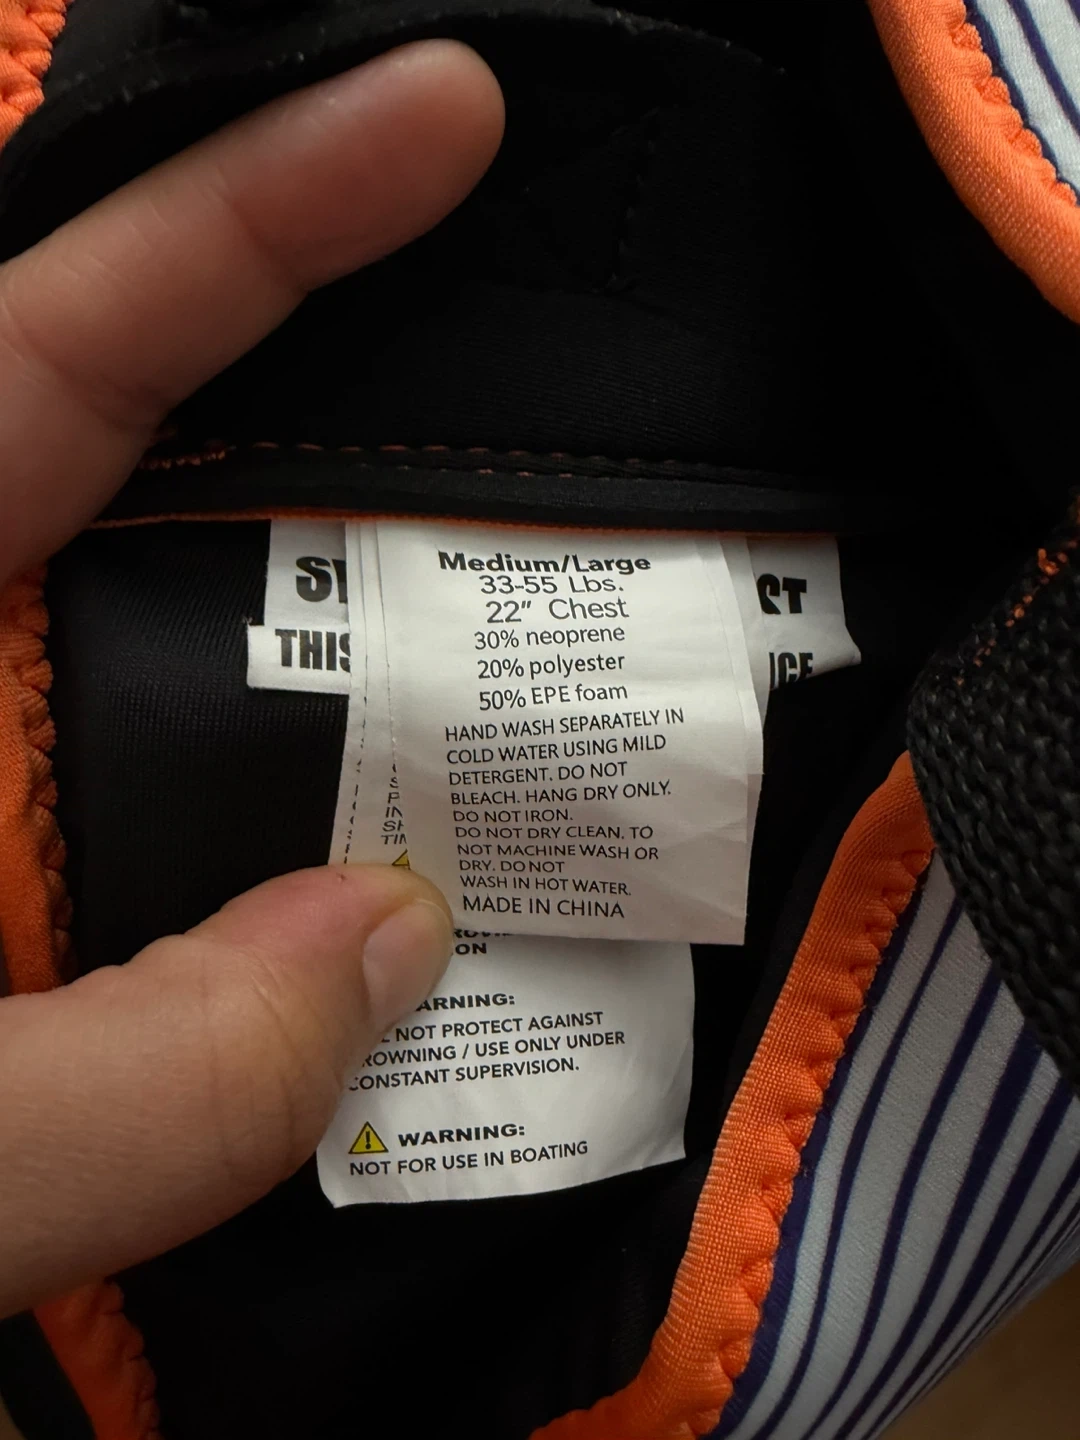 Medium/Large
33-55 Lbs.
22" Chest
30% neoprene
20% polyester
50% EPE foam
HAND WASH SEPARATELY IN
COLD WATER USING MILD
DETERGENT. DO NOT
BLEACH. HANG DRY ONLY.
DO NOT IRON.
DO NOT DRY CLEAN. TO
NOT MACHINE WASH OR
DRY. DO NOT
WASH IN HOT WATER.
MADE IN CHINA
THIS
WARNING:
NOT PROTECT AGAINST
DROWNING / USE ONLY UNDER
CONSTANT SUPERVISION.
WARNING:
NOT FOR USE IN BOATING